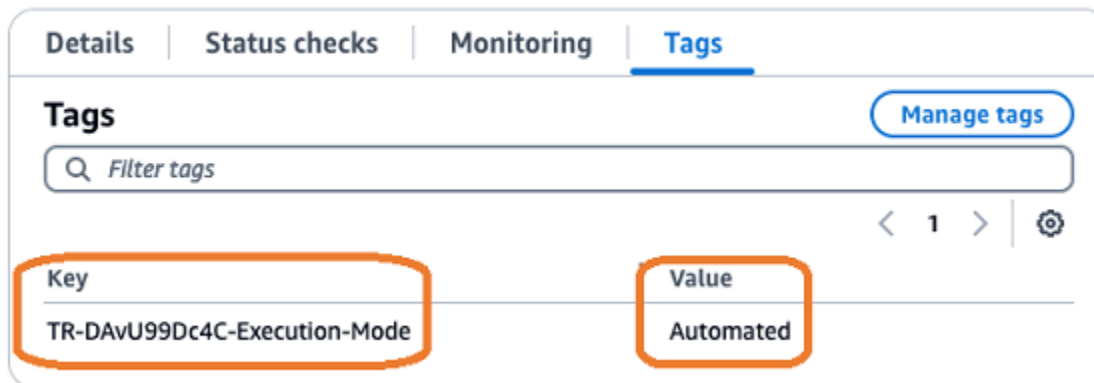 Details Status checks Monitoring Tags
Tags Manage tags
Filter tags
1
Key Value
TR-DAvU99Dc4C-Execution-Mode Automated